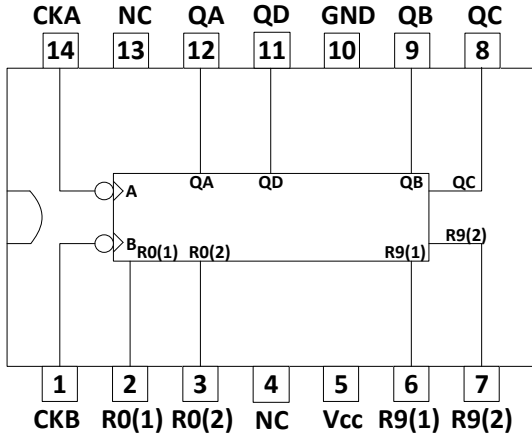 CKA NC QA QD GND QB QC
14 13 12 11 10 9 8
A QA QD QB QC
B R0(1) R0(2) R9(1) R9(2)
1 2 3 4 5 6 7
CKB R0(1) R0(2) NC Vcc R9(1) R9(2)